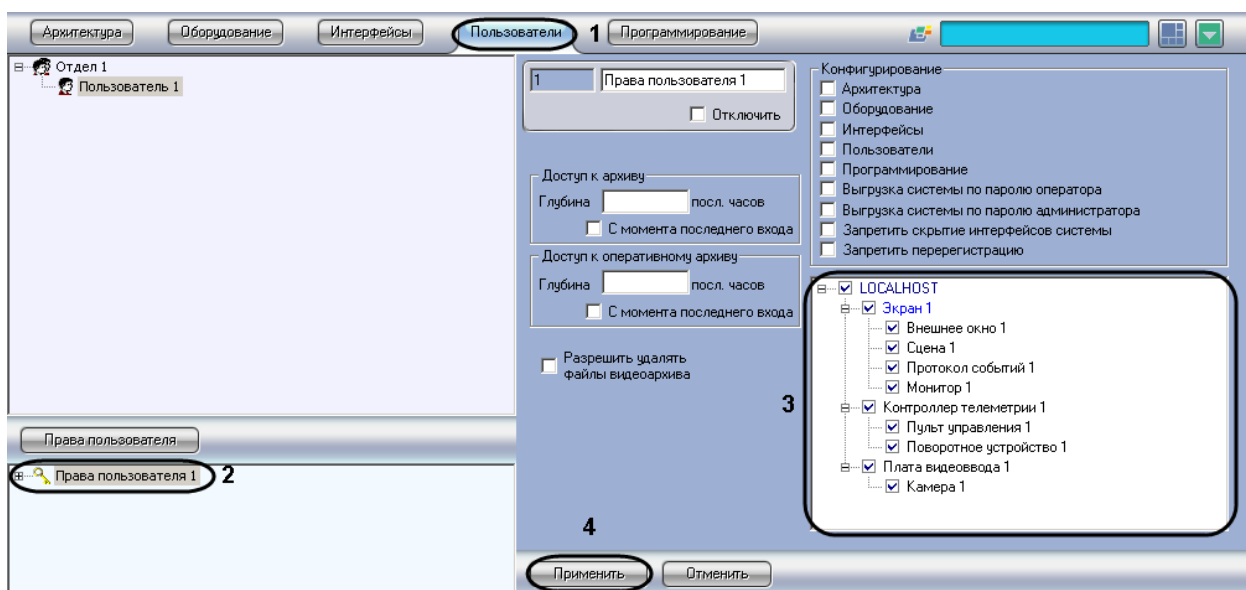 Архитектура Оборудование Интерфейсы Пользователи 1 Программирование
Отдел 1
Пользователь 1
1 Права пользователя 1
Отключить
Доступ к архиву
Глубина посл. часов
С момента последнего входа
Доступ к оперативному архиву
Глубина посл. часов
С момента последнего входа
Разрешить удалять
файлы видеоархива
Конфигурирование
Архитектура
Оборудование
Интерфейсы
Пользователи
Программирование
Выгрузка системы по паролю оператора
Выгрузка системы по паролю администратора
Запретить скрытие интерфейсов системы
Запретить перерегистрацию
LOCALHOST
Экран 1
Внешнее окно 1
Сцена 1
Протокол событий 1
Монитор 1
3
Контроллер телеметрии 1
Пульт управления 1
Поворотное устройство 1
Плата видеоввода 1
Камера 1
Права пользователя
Права пользователя 1 2
4
Применить Отменить